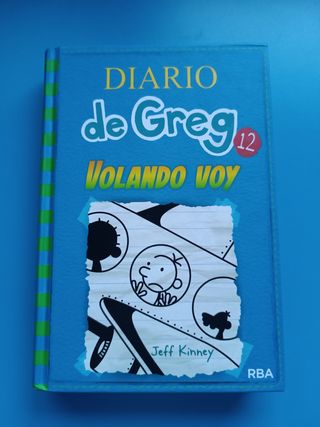 DIARIO
de Greg
12
VOLANDO VOY
Jeff Kinney
RBA